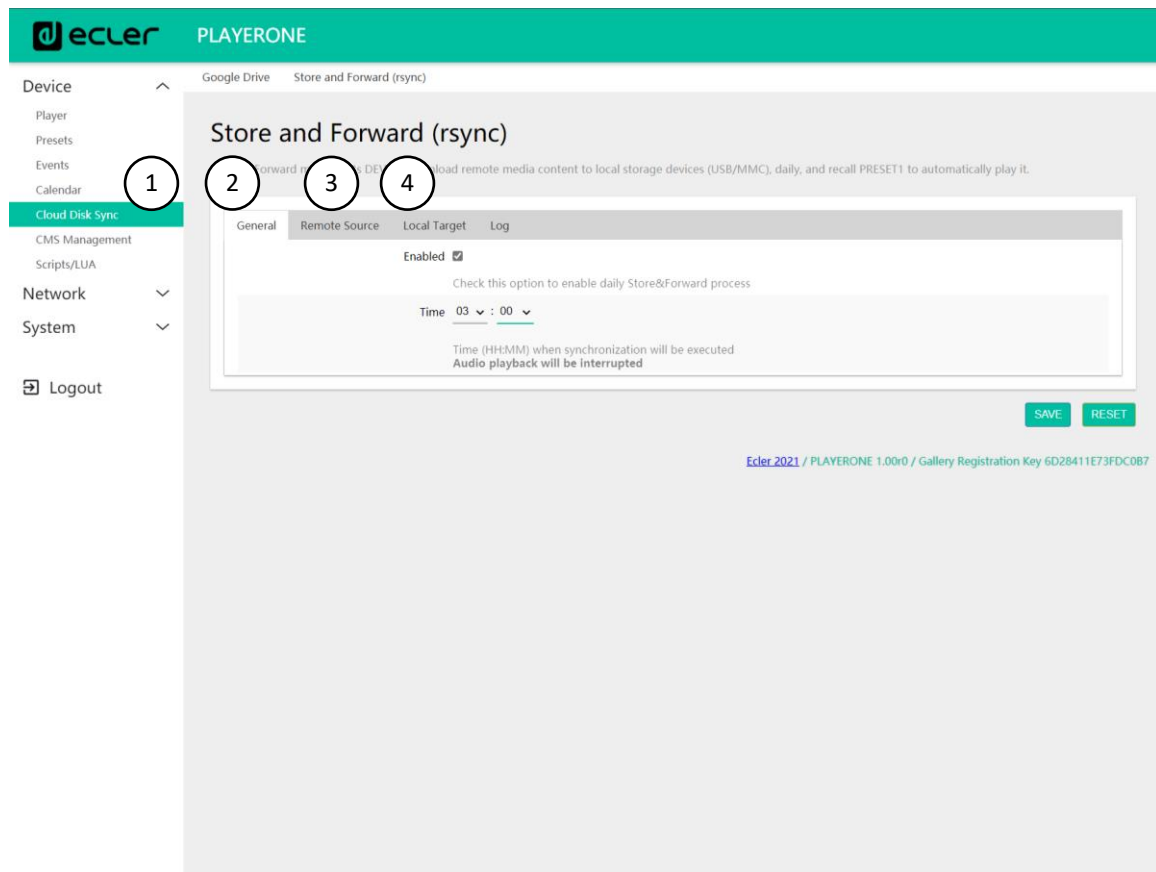 ecler PLAYERONE
Device
Player
Presets
Events
Calendar
Cloud Disk Sync
CMS Management
Scripts/LUA
Network
System
Logout
Google Drive Store and Forward (rsync)
Store and Forward (rsync)
1 2 3 4
Forward DE load remote media content to local storage devices (USB/MMC), daily, and recall PRESET1 to automatically play it.
General Remote Source Local Target Log
Enabled
Check this option to enable daily Store&Forward process
Time 03 : 00
Time (HH:MM) when synchronization will be executed
Audio playback will be interrupted
SAVE RESET
Ecler 2021 / PLAYERONE 1.00r0 / Gallery Registration Key 6D28411E73FDC0B7